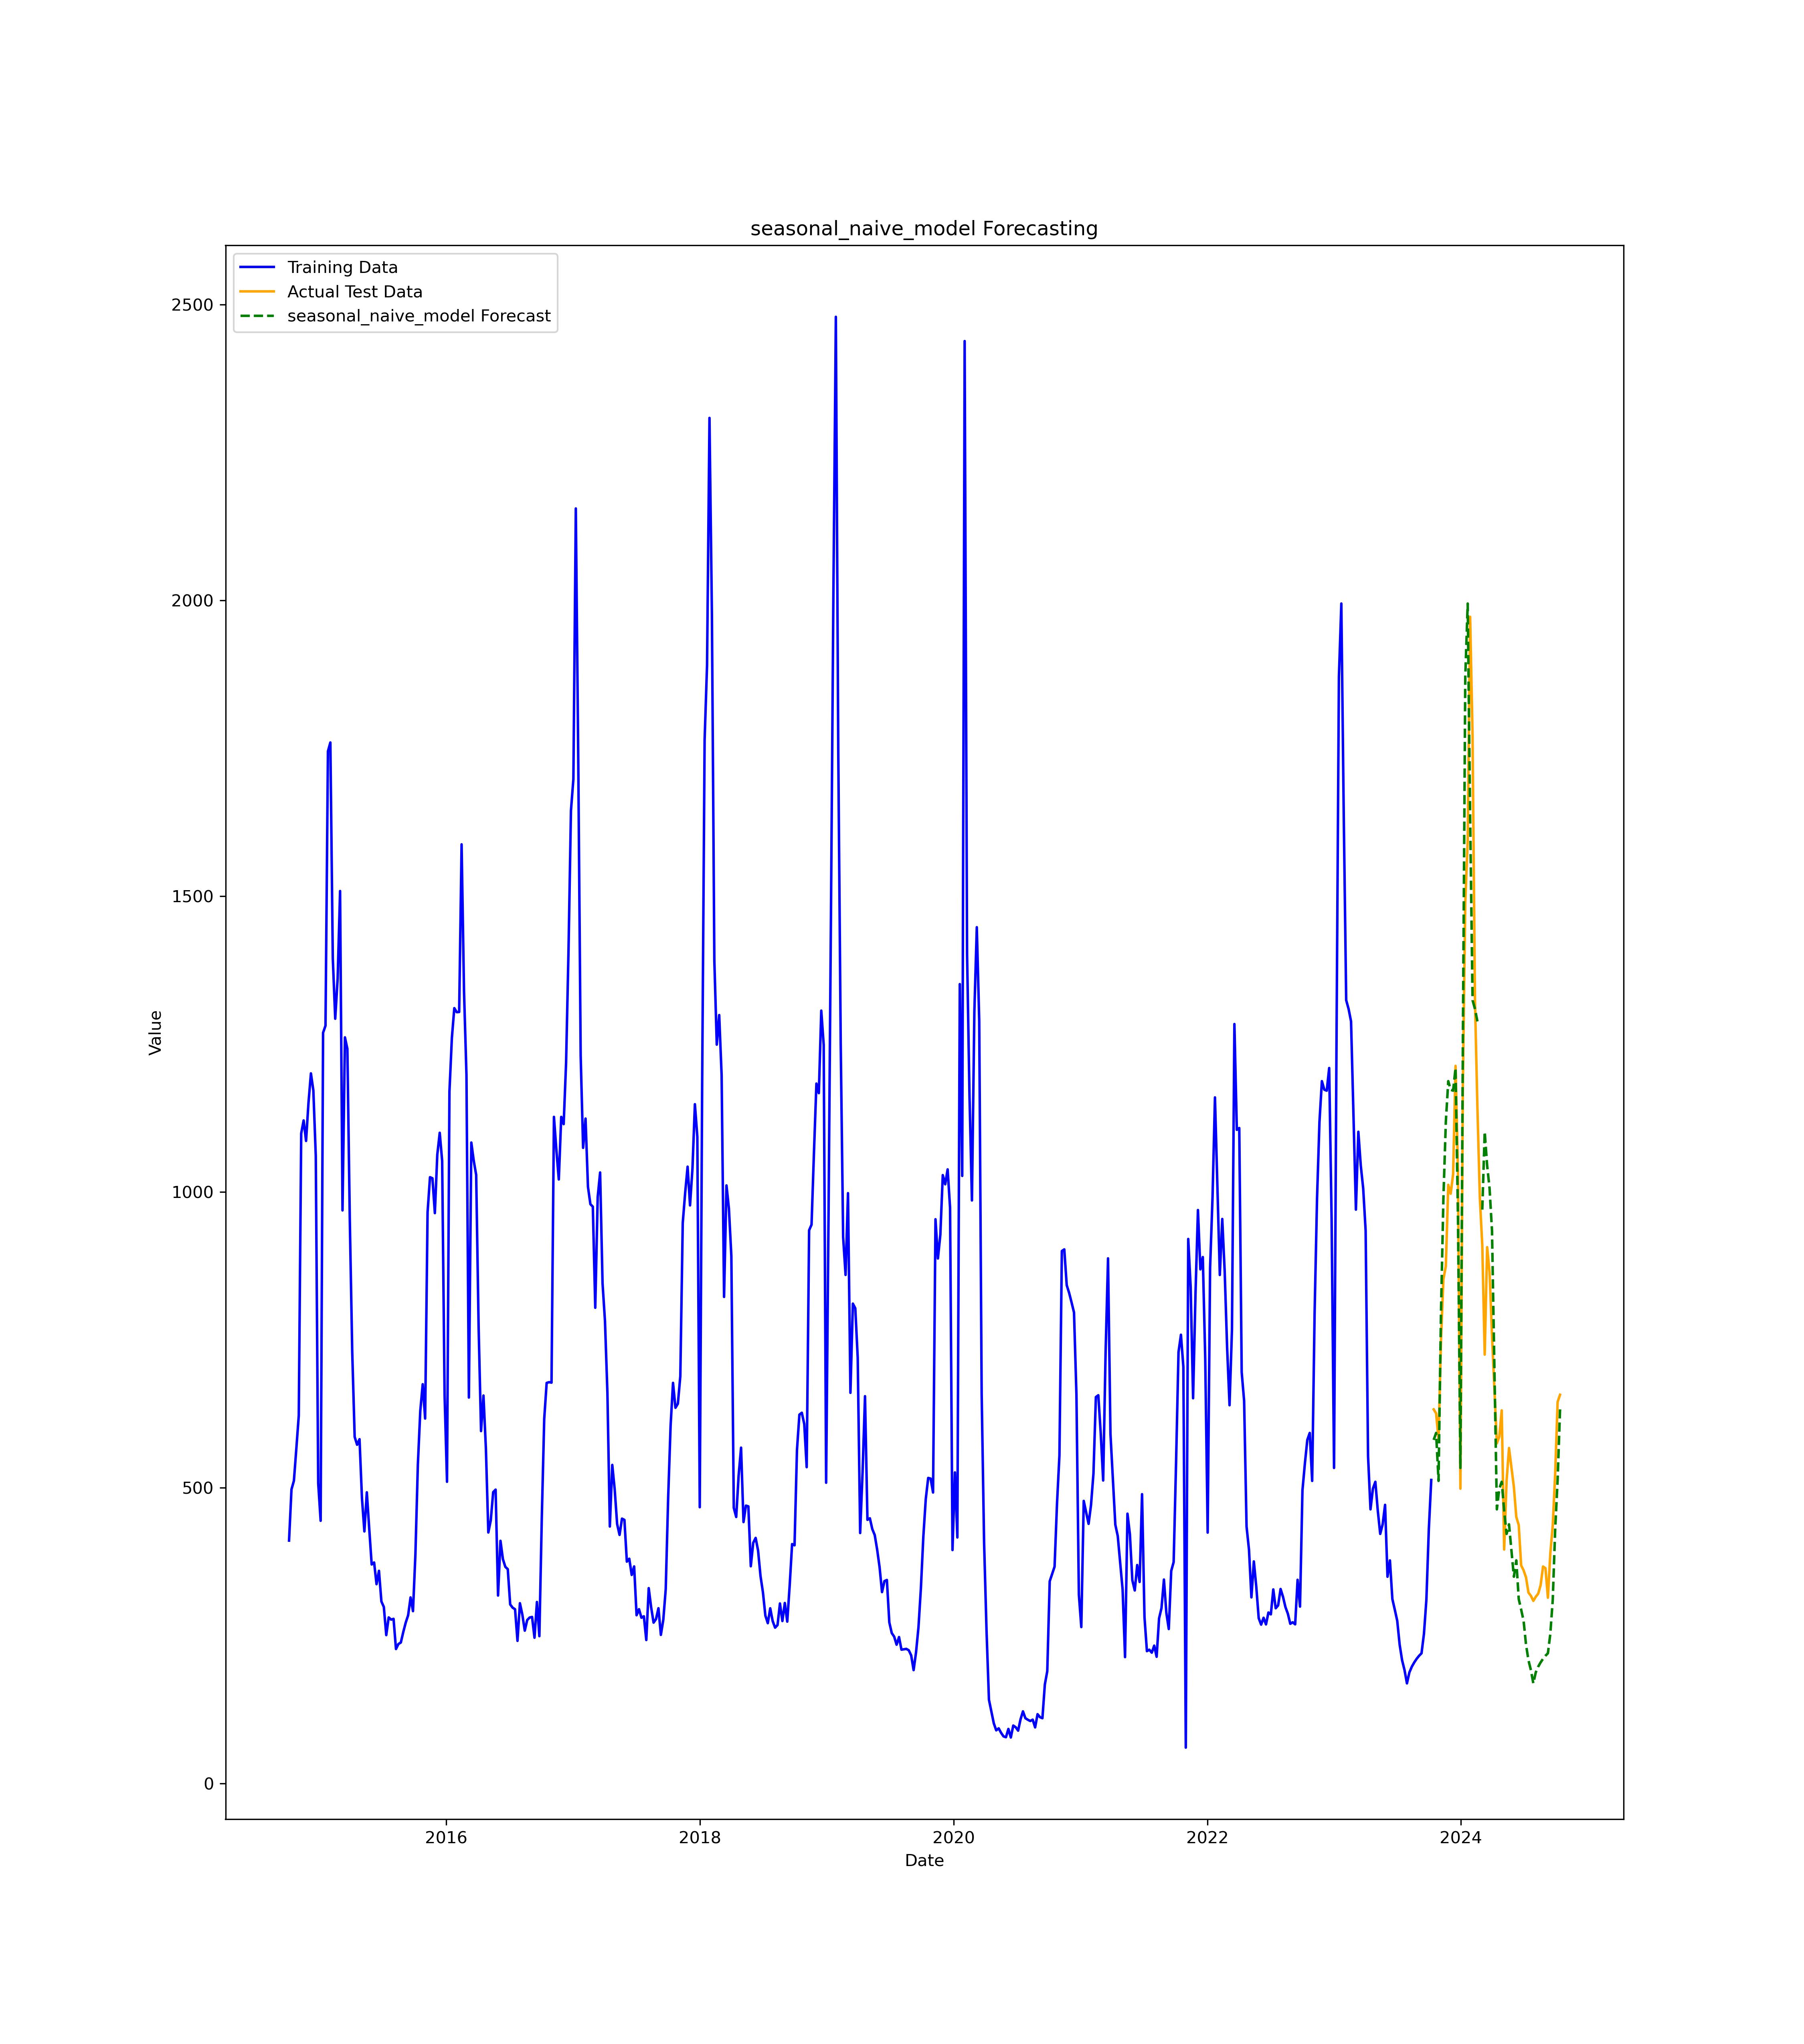 seasonal_naive_model Forecasting
Training Data
Actual Test Data
seasonal_naive_model Forecast
2500
2000
1500
1000
500
0
Value
2016 2018 2020 2022 2024
Date